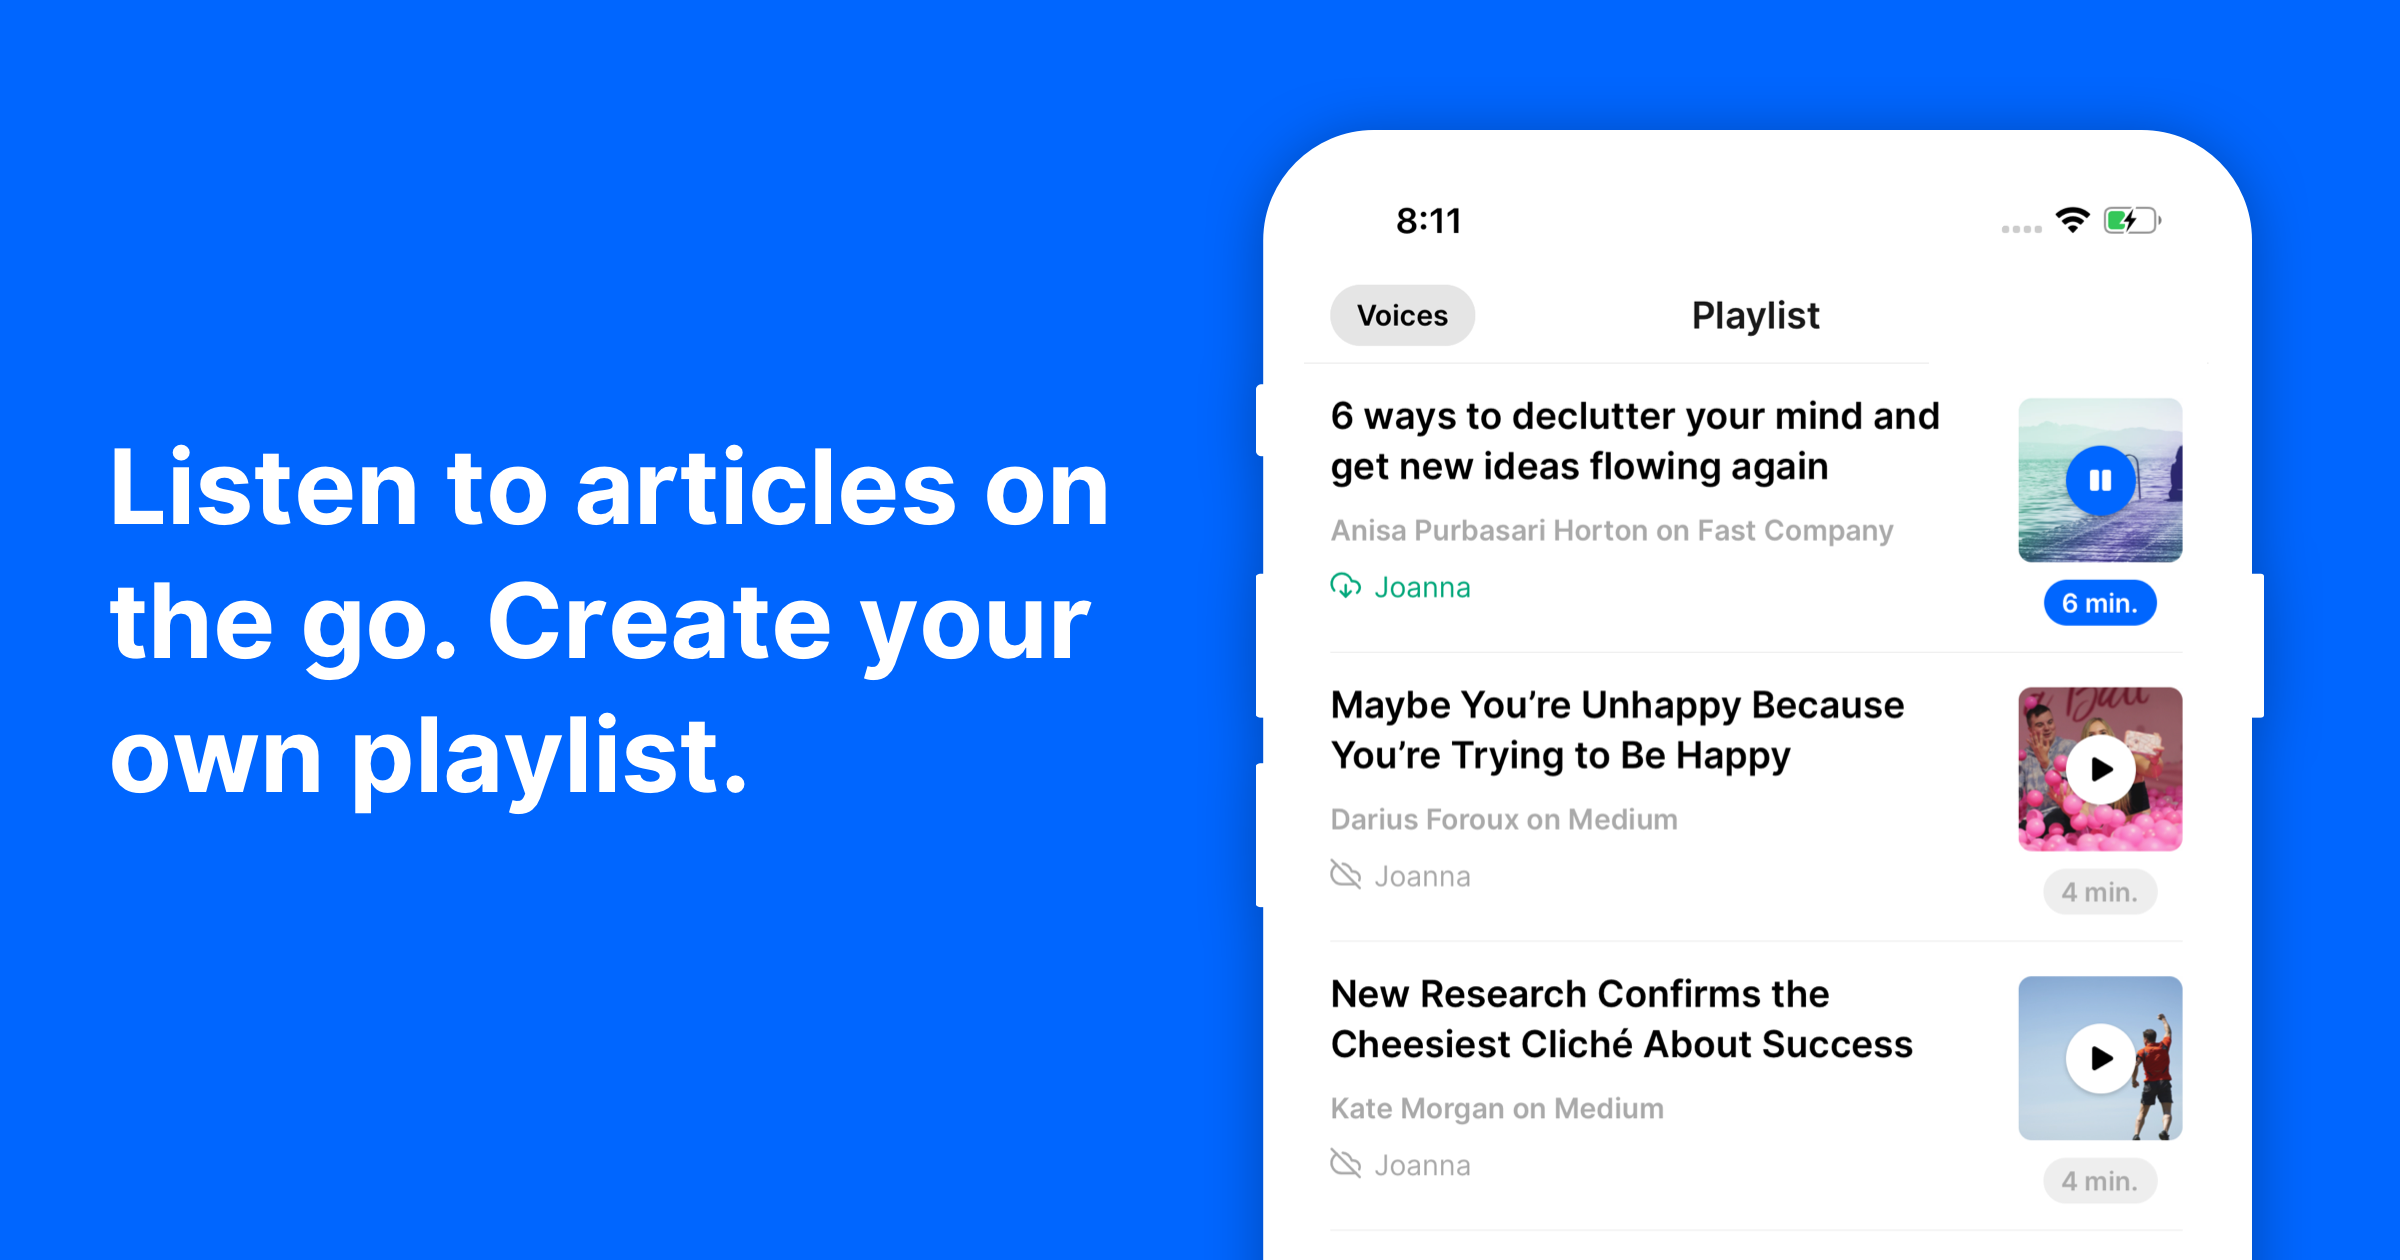 Listen to articles on
the go. Create your
own playlist.
8:11
Voices
Playlist
6 ways to declutter your mind and
get new ideas flowing again
Anisa Purbasari Horton on Fast Company
Joanna
6 min.
Maybe You’re Unhappy Because
You’re Trying to Be Happy
Darius Foroux on Medium
Joanna
4 min.
New Research Confirms the
Cheesiest Cliché About Success
Kate Morgan on Medium
Joanna
4 min.